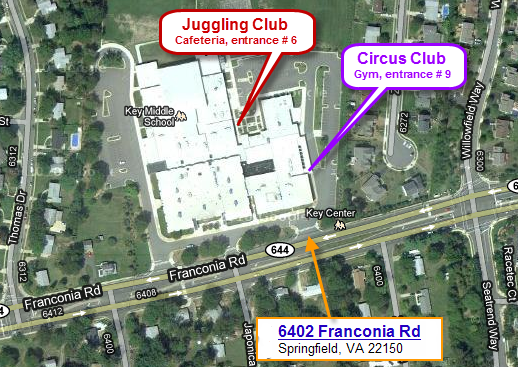 Juggling Club
Cafeteria, entrance # 6
Circus Club
Gym, entrance # 9
Key Middle
School
St
6312
Thomas Dr
6312
6272
Willowfield Way
6300
Key Center
644
Franconia Rd
Franconia Rd
6408
6412
6400
6400
Japonica
Seatrend Way
Racetec Ct
6402 Franconia Rd
Springfield, VA 22150